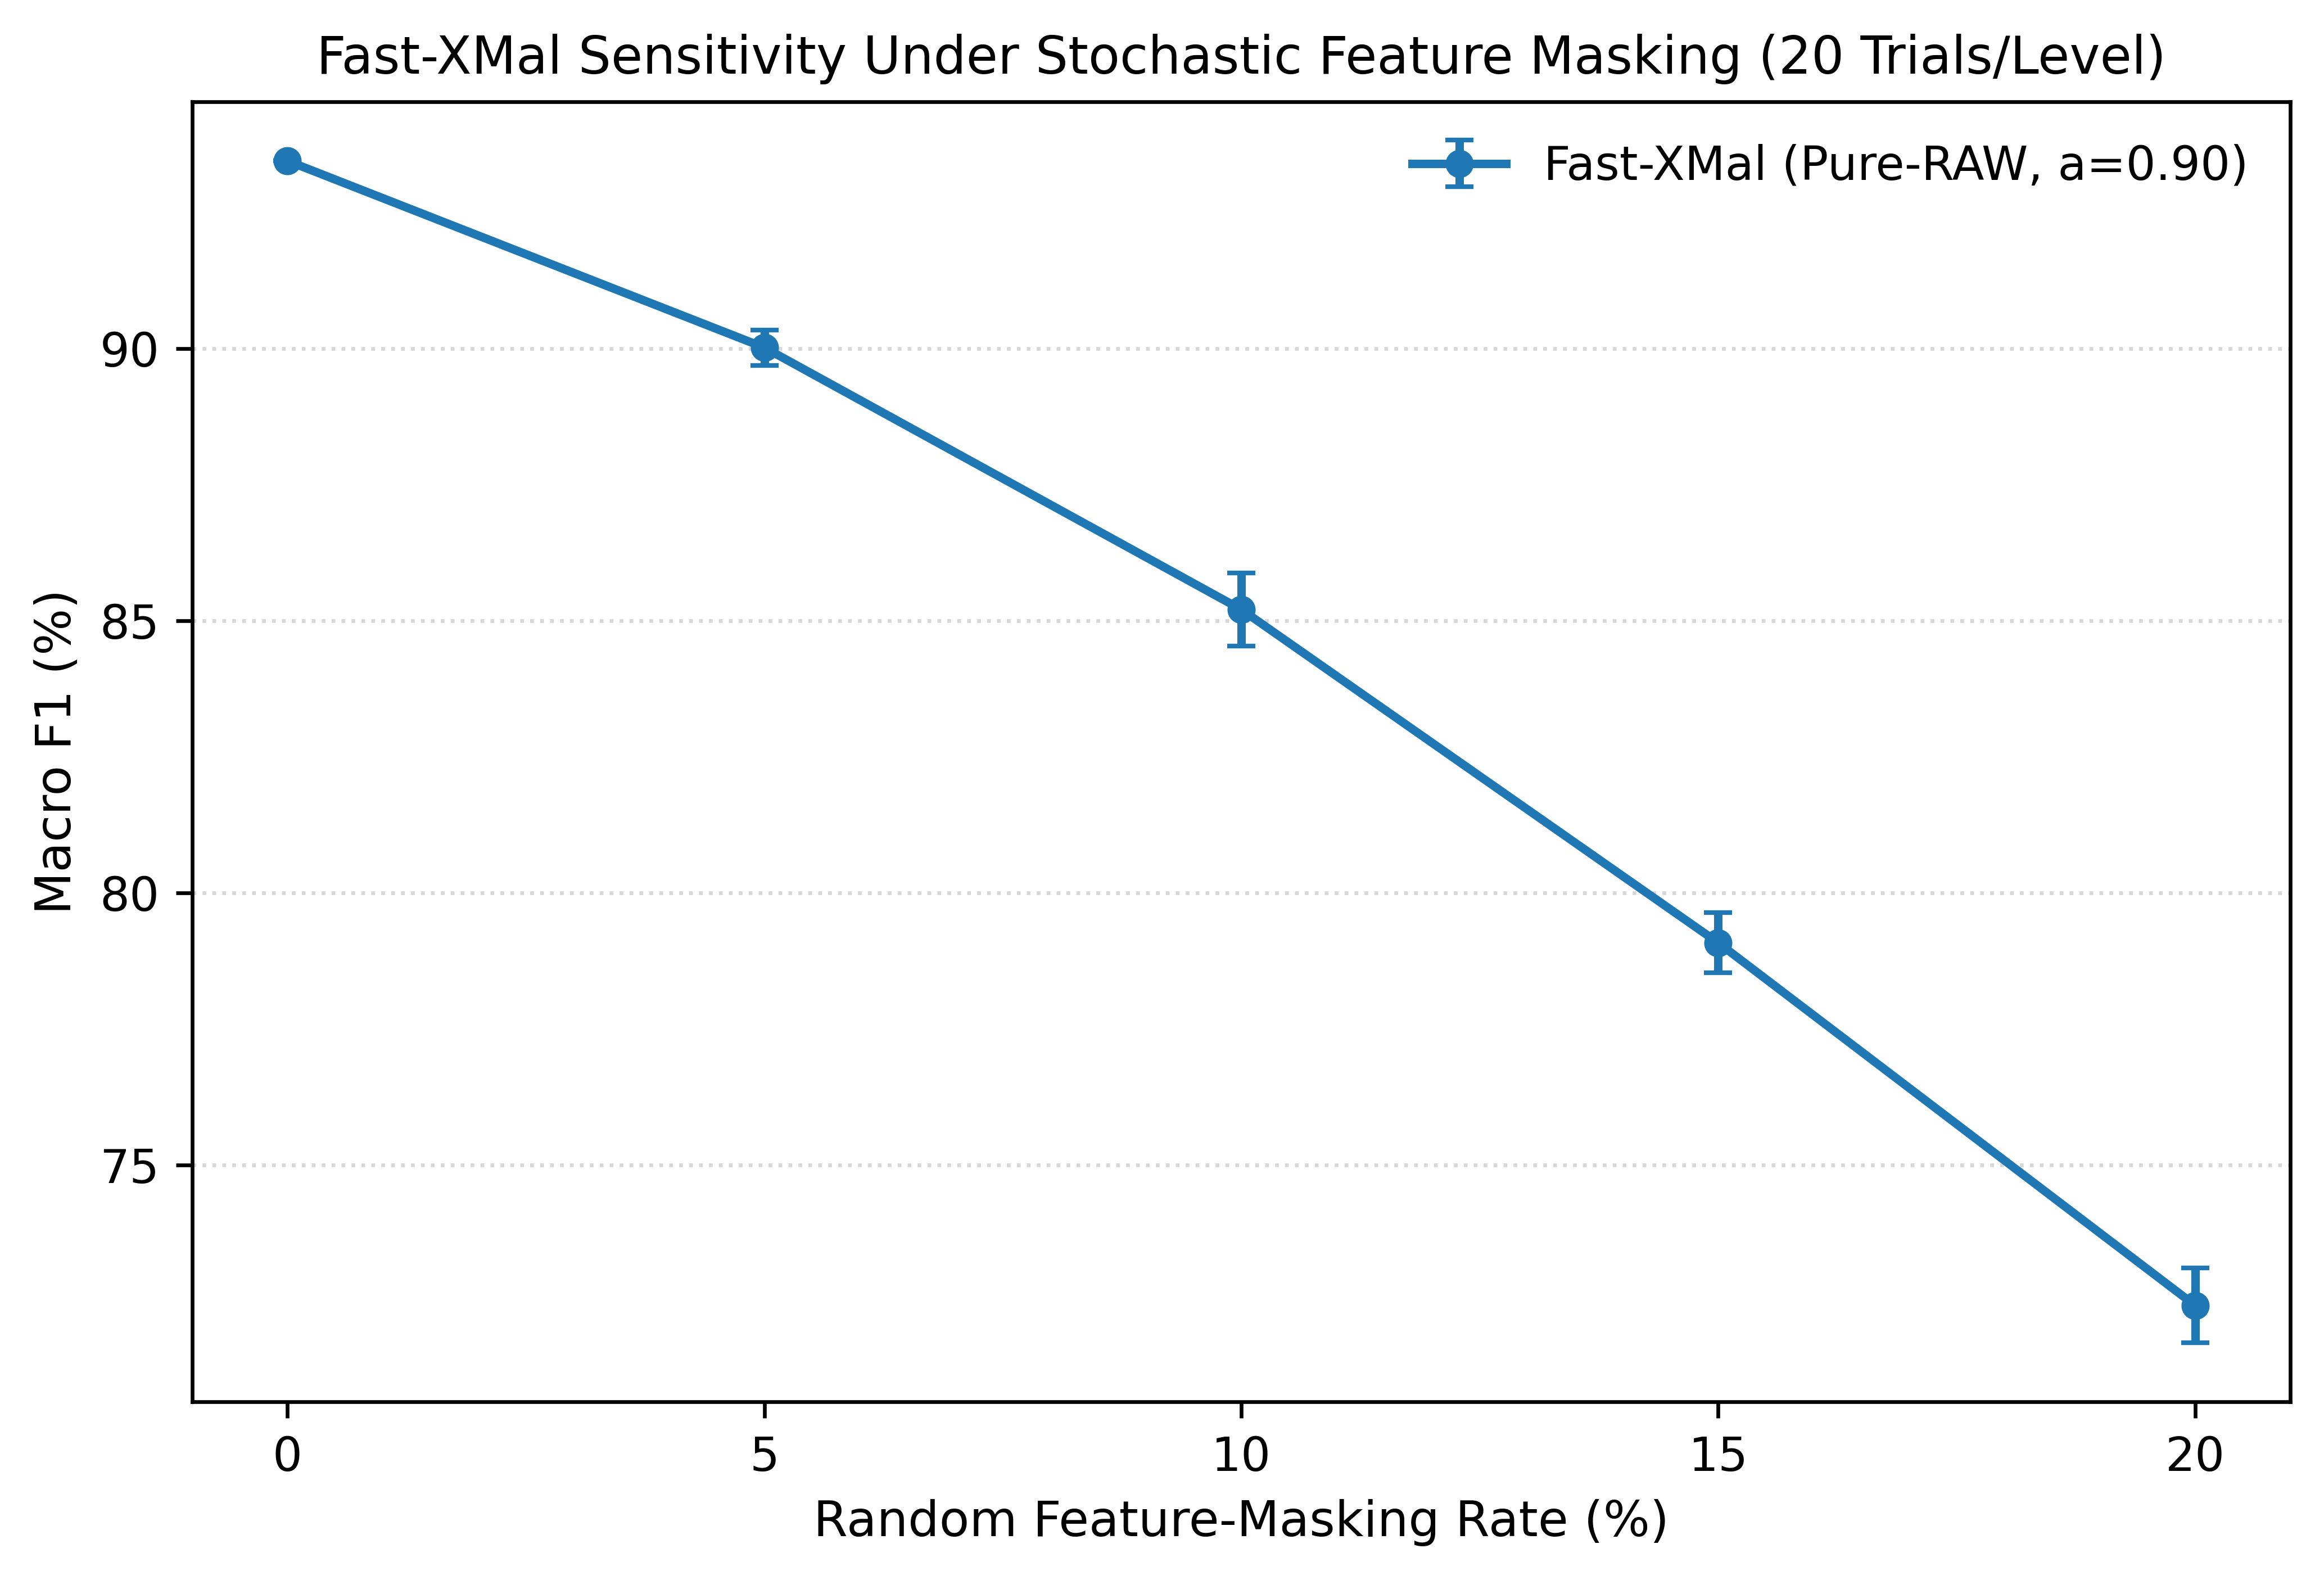 Fast-XMal Sensitivity Under Stochastic Feature Masking (20 Trials/Level)
Fast-XMal (Pure-RAW, a=0.90)
Macro F1 (%)
90
85
80
75
0 5 10 15 20
Random Feature-Masking Rate (%)